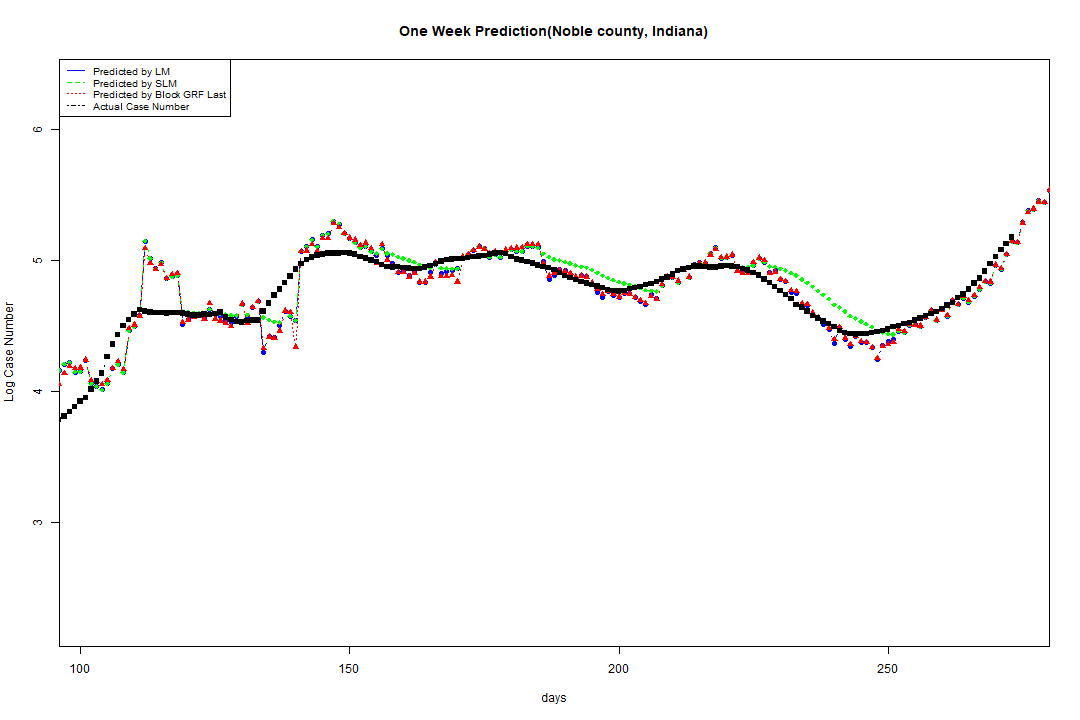 One Week Prediction(Noble county, Indiana)
Predicted by LM
Predicted by SLM
Predicted by Block GRF Last
Actual Case Number
6
5
4
3
Log Case Number
100 150 200 250
days